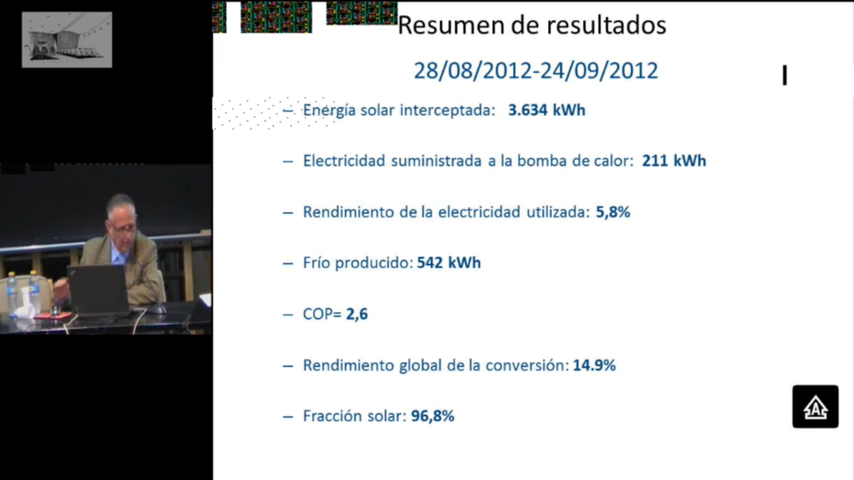 Resumen de resultados
28/08/2012-24/09/2012
– Energía solar interceptada: 3.634 kWh
– Electricidad suministrada a la bomba de calor: 211 kWh
– Rendimiento de la electricidad utilizada: 5,8%
– Frío producido: 542 kWh
– COP= 2,6
– Rendimiento global de la conversión: 14.9%
– Fracción solar: 96,8%
A